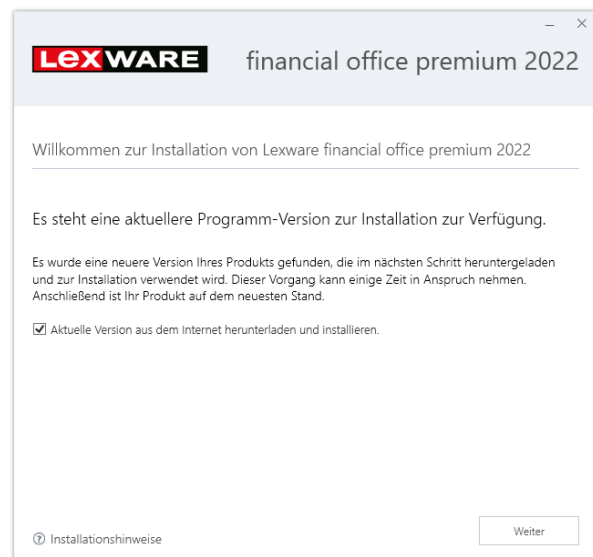 LEXWARE financial office premium 2022
Willkommen zur Installation von Lexware financial office premium 2022
Es steht eine aktuellere Programm-Version zur Installation zur Verfügung.
Es wurde eine neuere Version Ihres Produkts gefunden, die im nächsten Schritt heruntergeladen
und zur Installation verwendet wird. Dieser Vorgang kann einige Zeit in Anspruch nehmen.
Anschließend ist Ihr Produkt auf dem neuesten Stand.
Aktuelle Version aus dem Internet herunterladen und installieren.
Installationshinweise
Weiter